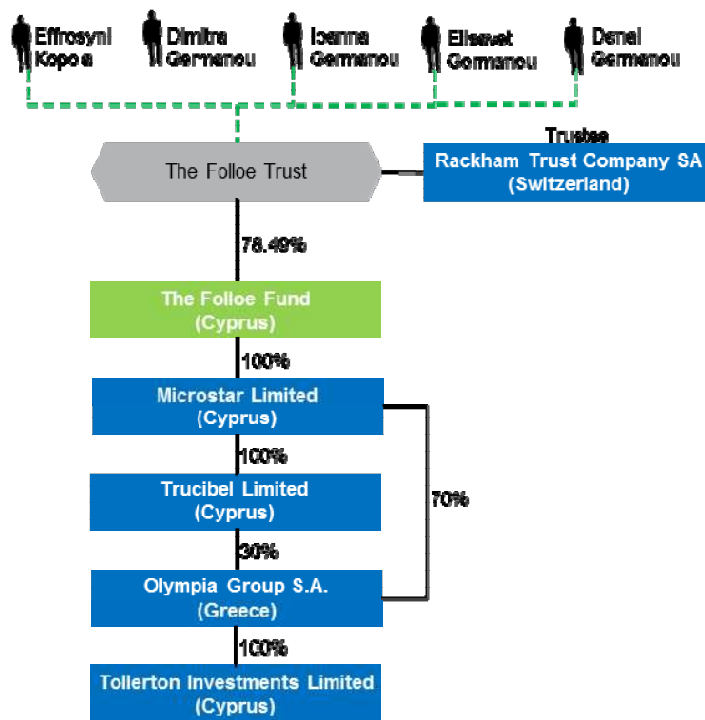 Effrosyni
Kopola
Dimitra
Germanou
Ioanna
Germanou
Elisavet
Germanou
Danai
Germanou
Trustee
The Folloe Trust
Rackham Trust Company SA
(Switzerland)
78.49%
The Folloe Fund
(Cyprus)
100%
Microstar Limited
(Cyprus)
100%
Trucibel Limited
(Cyprus)
70%
30%
Olympia Group S.A.
(Greece)
100%
Tollerton Investments Limited
(Cyprus)